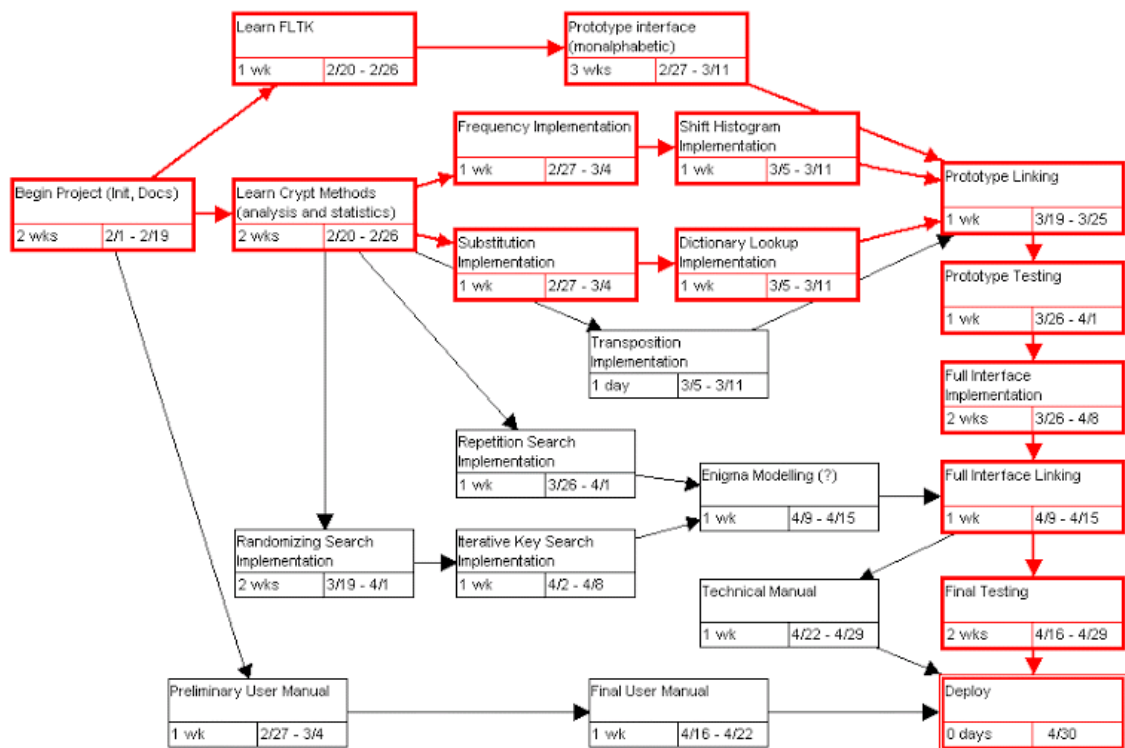 Learn FLTK
1 wk 2/20 - 2/26
Prototype interface
(monalphabetic)
3 wks 2/27 - 3/11
Frequency Implementation
1 wk 2/27 - 3/4
Shift Histogram
Implementation
1 wk 3/5 - 3/11
Begin Project (Init, Docs)
2 wks 2/1 - 2/19
Learn Crypt Methods
(analysis and statistics)
2 wks 2/20 - 2/26
Prototype Linking
1 wk 3/19 - 3/25
Substitution
Implementation
1 wk 2/27 - 3/4
Dictionary Lookup
Implementation
1 wk 3/5 - 3/11
Prototype Testing
1 wk 3/26 - 4/1
Transposition
Implementation
1 day 3/5 - 3/11
Full Interface
Implementation
2 wks 3/26 - 4/8
Repetition Search
Implementation
1 wk 3/26 - 4/1
Enigma Modelling (?)
1 wk 4/9 - 4/15
Full Interface Linking
1 wk 4/9 - 4/15
Randomizing Search
Implementation
2 wks 3/19 - 4/1
Iterative Key Search
Implementation
1 wk 4/2 - 4/8
Technical Manual
1 wk 4/22 - 4/29
Final Testing
2 wks 4/16 - 4/29
Preliminary User Manual
1 wk 2/27 - 3/4
Final User Manual
1 wk 4/16 - 4/22
Deploy
0 days 4/30